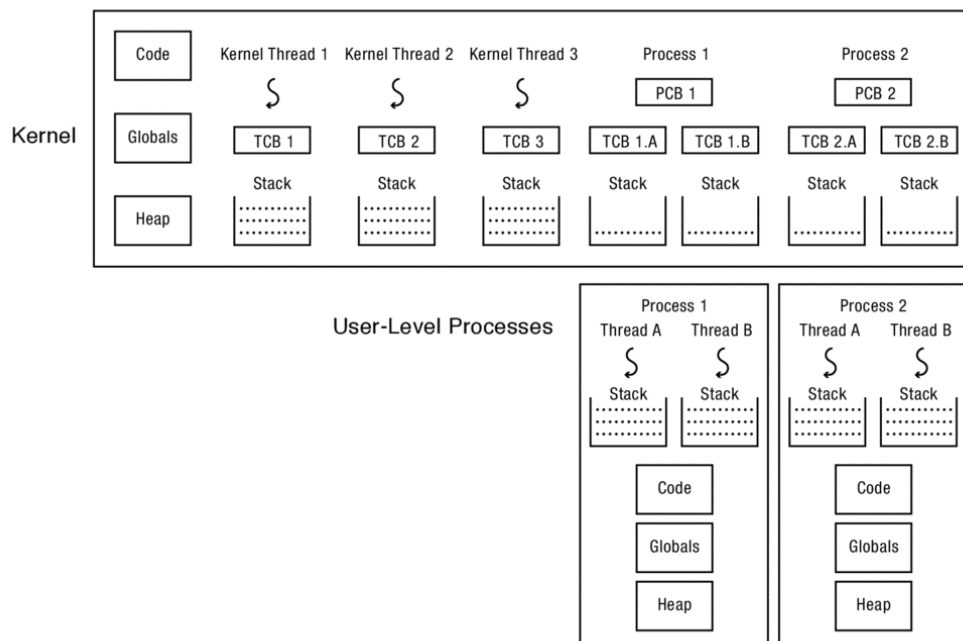 Kernel
Code
Globals
Heap
Kernel Thread 1
Kernel Thread 2
Kernel Thread 3
Process 1
Process 2
PCB 1
PCB 2
TCB 1
TCB 2
TCB 3
TCB 1.A
TCB 1.B
TCB 2.A
TCB 2.B
Stack
Stack
Stack
Stack
Stack
Stack
Stack
User-Level Processes
Process 1
Thread A
Thread B
Stack
Stack
Code
Globals
Heap
Process 2
Thread A
Thread B
Stack
Stack
Code
Globals
Heap